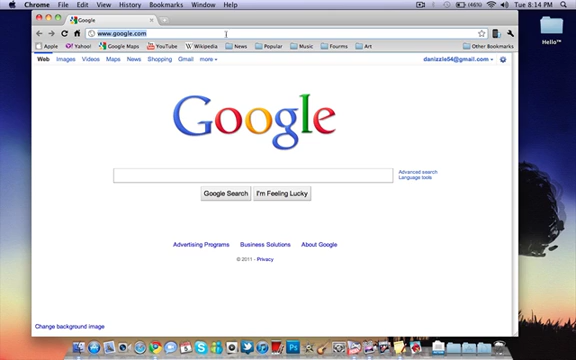 Chrome File Edit View History Bookmarks Window Help (46%) Tue 8:14 PM
Google
www.google.com
Apple Yahoo! Google Maps YouTube Wikipedia News Popular Music Fourms Art Other Bookmarks
Hello™
Web Images Videos Maps News Shopping Gmail more
danizzle54@gmail.com
Google
Advanced search
Language tools
Google Search I'm Feeling Lucky
Advertising Programs Business Solutions About Google
© 2011 - Privacy
Change background image